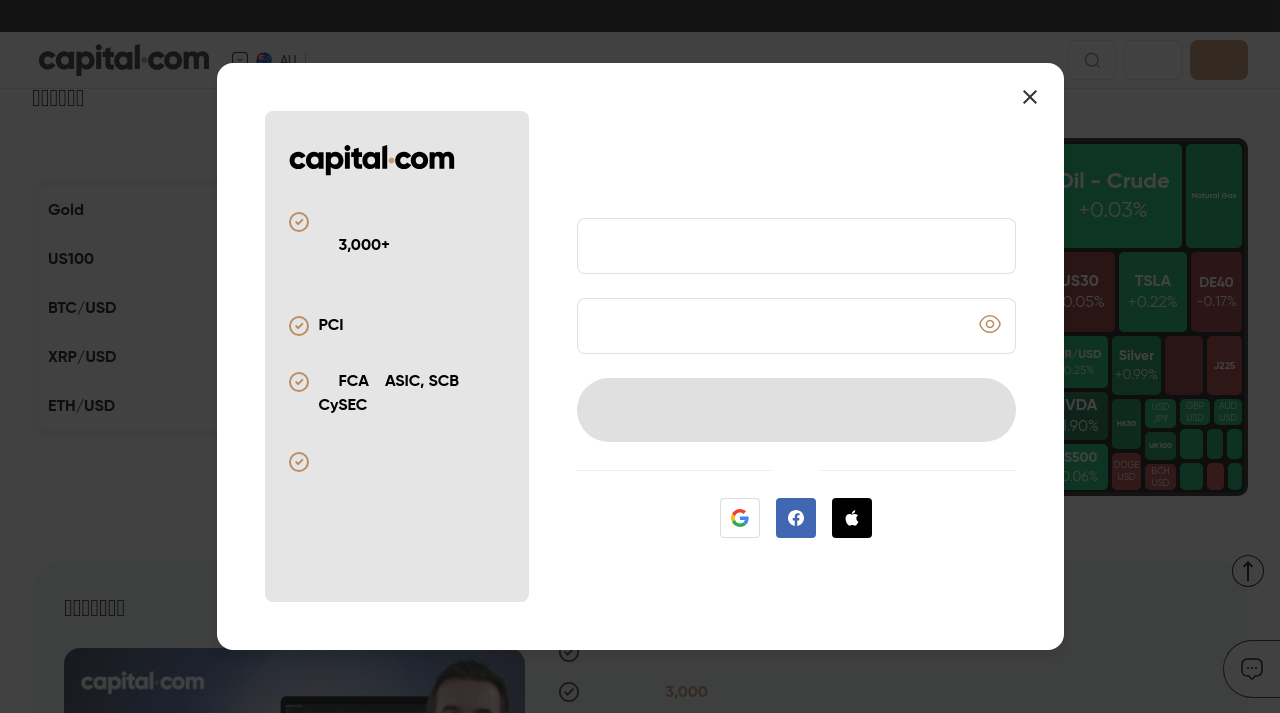 capital.com
AU
Gold
US100
BTC/USD
XRP/USD
ETH/USD
capital.com
3,000+
PCI
FCA ASIC, SCB
CySEC
Oil - Crude
+0.03%
Natural Gas
US30
0.05%
TSLA
+0.22%
DE40
-0.17%
R/USD
0.25%
Silver
+0.99%
J225
VDA
1.90%
HK50
USD
JPY
GBP
USD
AUD
USD
UK100
S500
0.06%
DOGE
USD
BCH
USD
capital.com
3,000